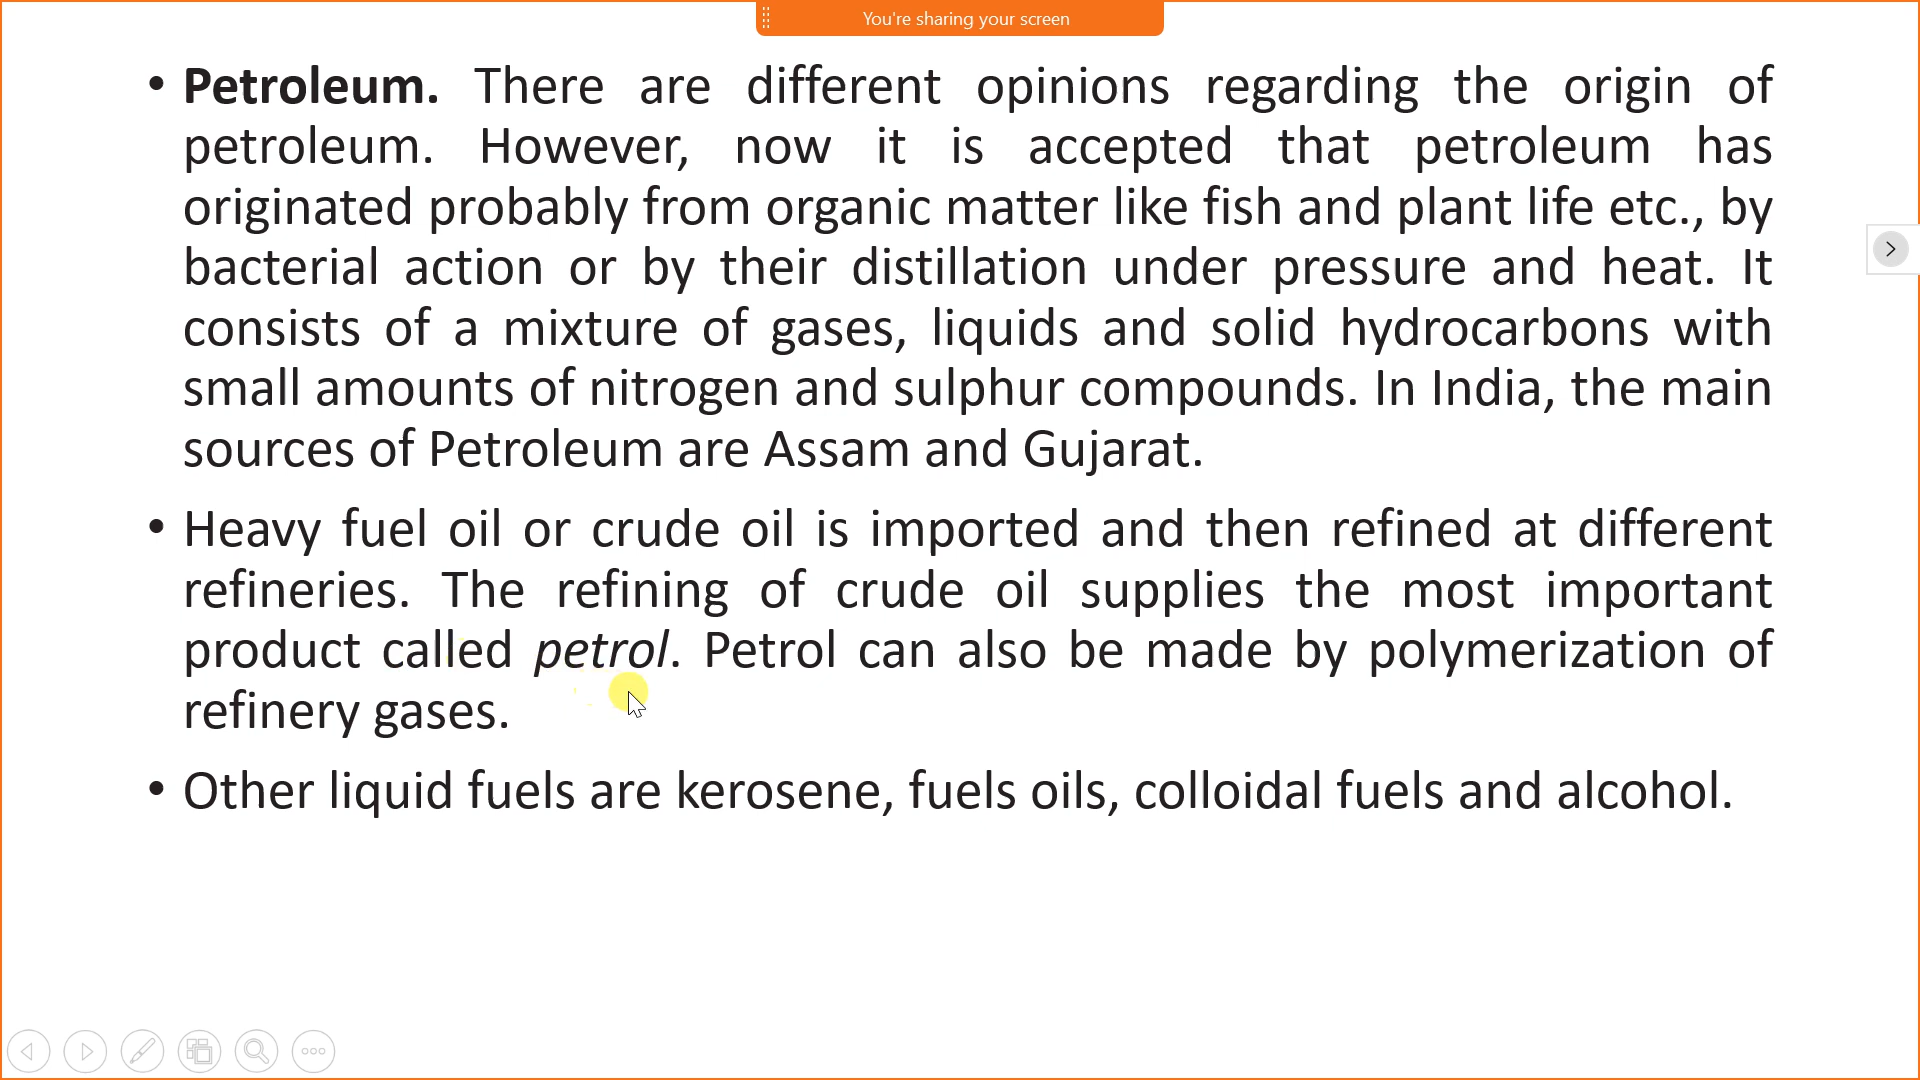 You're sharing your screen
• Petroleum. There are different opinions regarding the origin of
petroleum. However, now it is accepted that petroleum has
originated probably from organic matter like fish and plant life etc., by
bacterial action or by their distillation under pressure and heat. It
consists of a mixture of gases, liquids and solid hydrocarbons with
small amounts of nitrogen and sulphur compounds. In India, the main
sources of Petroleum are Assam and Gujarat.
• Heavy fuel oil or crude oil is imported and then refined at different
refineries. The refining of crude oil supplies the most important
product called petrol. Petrol can also be made by polymerization of
refinery gases.
• Other liquid fuels are kerosene, fuels oils, colloidal fuels and alcohol.